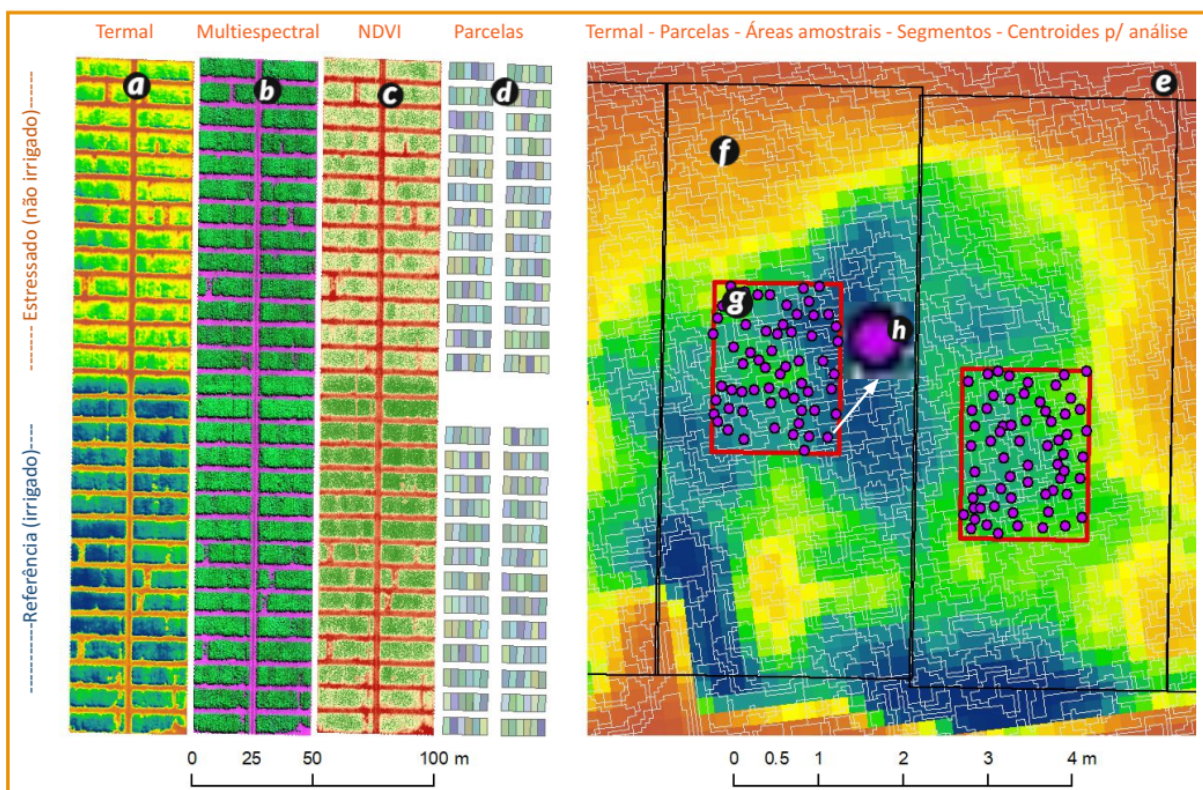 Termal Multiespectral NDVI Parcelas Termal - Parcelas - Áreas amostrais - Segmentos - Centroides p/ análise
------- Estressado (não irrigado)-----
----------Referência (irrigado)----
a
b
c
d
e
f
g
h
0 25 50 100 m
0 0.5 1 2 3 4 m